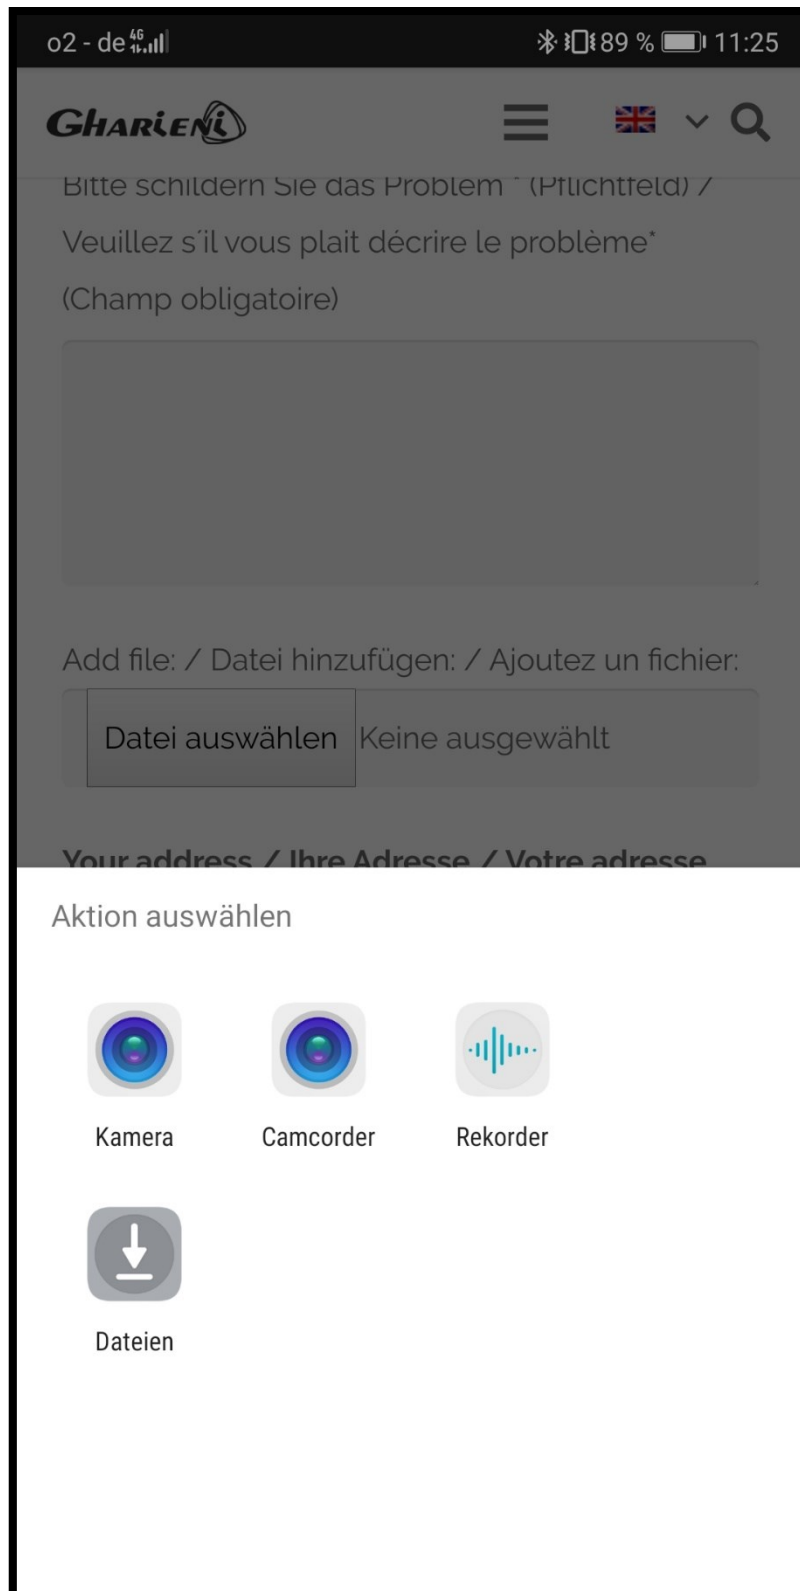 o2 - de 4G 89 % 11:25
GHARIENI
Bitte schildern Sie das Problem * (Pflichtfeld) /
Veuillez s´il vous plait décrire le problème*
(Champ obligatoire)
Add file: / Datei hinzufügen: / Ajoutez un fichier:
Datei auswählen Keine ausgewählt
Your address / Ihre Adresse / Votre adresse
Aktion auswählen
Kamera Camcorder Rekorder
Dateien